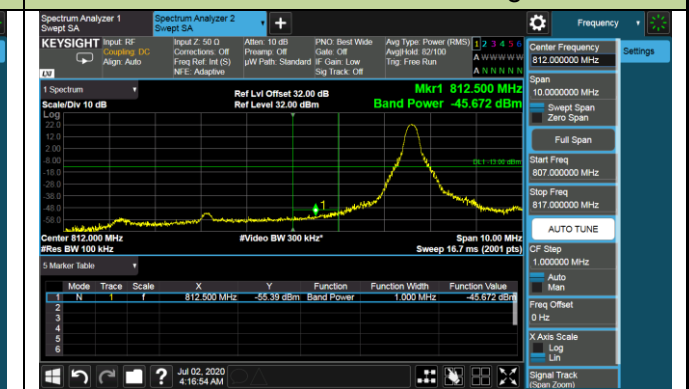 Spectrum Analyzer 1
Swept SA
Spectrum Analyzer 2
Swept SA
Frequency
KEYSIGHT
Input: RF
Coupling: DC
Align: Auto
Input Z: 50 Ω
Corrections: Off
Freq Ref: Int (S)
NFE: Adaptive
Atten: 10 dB
Preamp: Off
µW Path: Standard
PNO: Best Wide
Gate: Off
IF Gain: Low
Sig Track: Off
Avg Type: Power (RMS)
Avg|Hold: 82/100
Trig: Free Run
1 2 3 4 5 6
A W W W W W
A N N N N N
LXI
1 Spectrum
Scale/Div 10 dB
Ref Lvl Offset 32.00 dB
Ref Level 32.00 dBm
Mkr1 812.500 MHz
Band Power -45.672 dBm
Log
22.0
12.0
2.00
-8.00
-18.0
-28.0
-38.0
-48.0
-58.0
DL1 -13.00 dBm
1
Center 812.000 MHz
#Res BW 100 kHz
#Video BW 300 kHz*
Span 10.00 MHz
Sweep 16.7 ms (2001 pts)
5 Marker Table
Mode Trace Scale X Y Function Function Width Function Value
1 N 1 f 812.500 MHz -55.39 dBm Band Power 1.000 MHz -45.672 dBm
2
3
4
5
6
Jul 02, 2020
4:16:54 AM
Center Frequency
812.000000 MHz
Settings
Span
10.0000000 MHz
Swept Span
Zero Span
Full Span
Start Freq
807.000000 MHz
Stop Freq
817.000000 MHz
AUTO TUNE
CF Step
1.000000 MHz
Auto
Man
Freq Offset
0 Hz
X Axis Scale
Log
Lin
Signal Track
(Span Zoom)